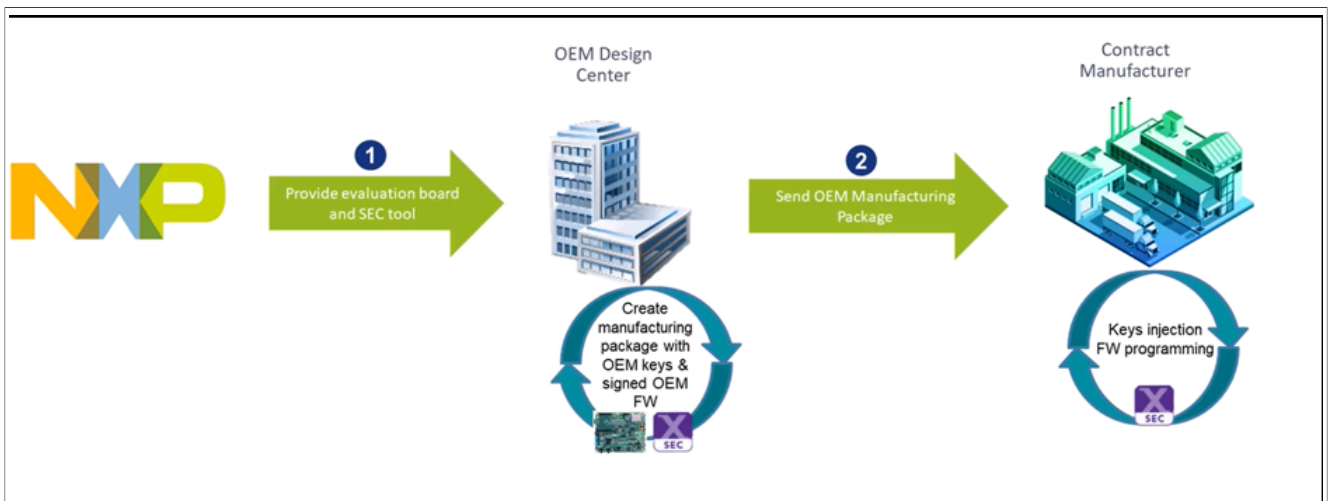 OEM Design
Center
Contract
Manufacturer
NXP
1
Provide evaluation board
and SEC tool
2
Send OEM Manufacturing
Package
Create
manufacturing
package with
OEM keys &
signed OEM
FW
X
SEC
Keys injection
FW programming
X
SEC